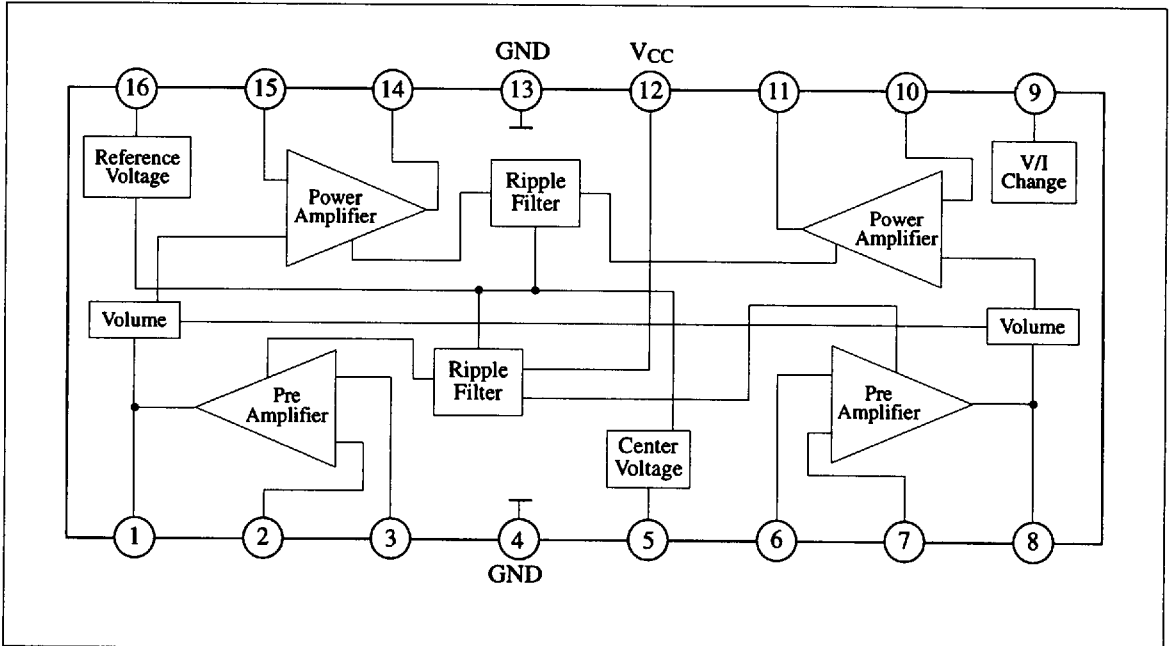 GND
VCC
16
15
14
13
12
11
10
9
Reference
Voltage
Power
Amplifier
Ripple
Filter
Power
Amplifier
V/I
Change
Volume
Volume
Pre
Amplifier
Ripple
Filter
Pre
Amplifier
Center
Voltage
1
2
3
4
5
6
7
8
GND